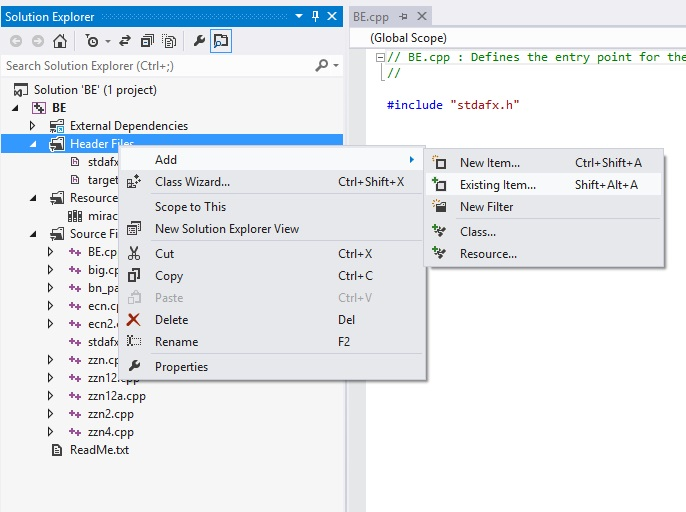 Solution Explorer
Search Solution Explorer (Ctrl+;)
Solution 'BE' (1 project)
BE
External Dependencies
Header Files
stdafx
target
Resource
mirac
Source Fi
BE.cp
big.cp
bn_pa
ecn.c
ecn2.
stdafx
zzn.cp
zzn12.cpp
zzn12a.cpp
zzn2.cpp
zzn4.cpp
ReadMe.txt
Add
Class Wizard... Ctrl+Shift+X
Scope to This
New Solution Explorer View
Cut Ctrl+X
Copy Ctrl+C
Paste Ctrl+V
Delete Del
Rename F2
Properties
New Item... Ctrl+Shift+A
Existing Item... Shift+Alt+A
New Filter
Class...
Resource...
BE.cpp
(Global Scope)
// BE.cpp : Defines the entry point for the
//
#include "stdafx.h"